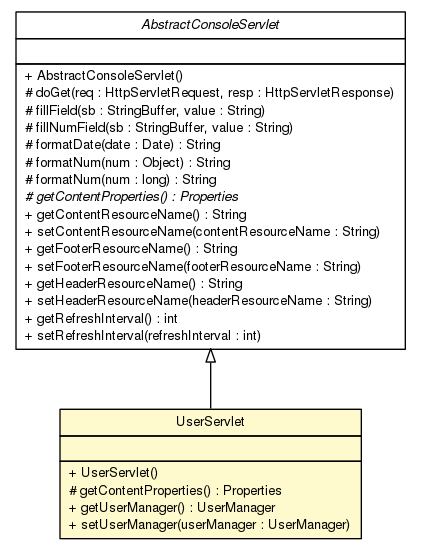 AbstractConsoleServlet
+ AbstractConsoleServlet()
# doGet(req : HttpServletRequest, resp : HttpServletResponse)
# fillField(sb : StringBuffer, value : String)
# fillNumField(sb : StringBuffer, value : String)
# formatDate(date : Date) : String
# formatNum(num : Object) : String
# formatNum(num : long) : String
# getContentProperties() : Properties
+ getContentResourceName() : String
+ setContentResourceName(contentResourceName : String)
+ getFooterResourceName() : String
+ setFooterResourceName(footerResourceName : String)
+ getHeaderResourceName() : String
+ setHeaderResourceName(headerResourceName : String)
+ getRefreshInterval() : int
+ setRefreshInterval(refreshInterval : int)
UserServlet
+ UserServlet()
# getContentProperties() : Properties
+ getUserManager() : UserManager
+ setUserManager(userManager : UserManager)